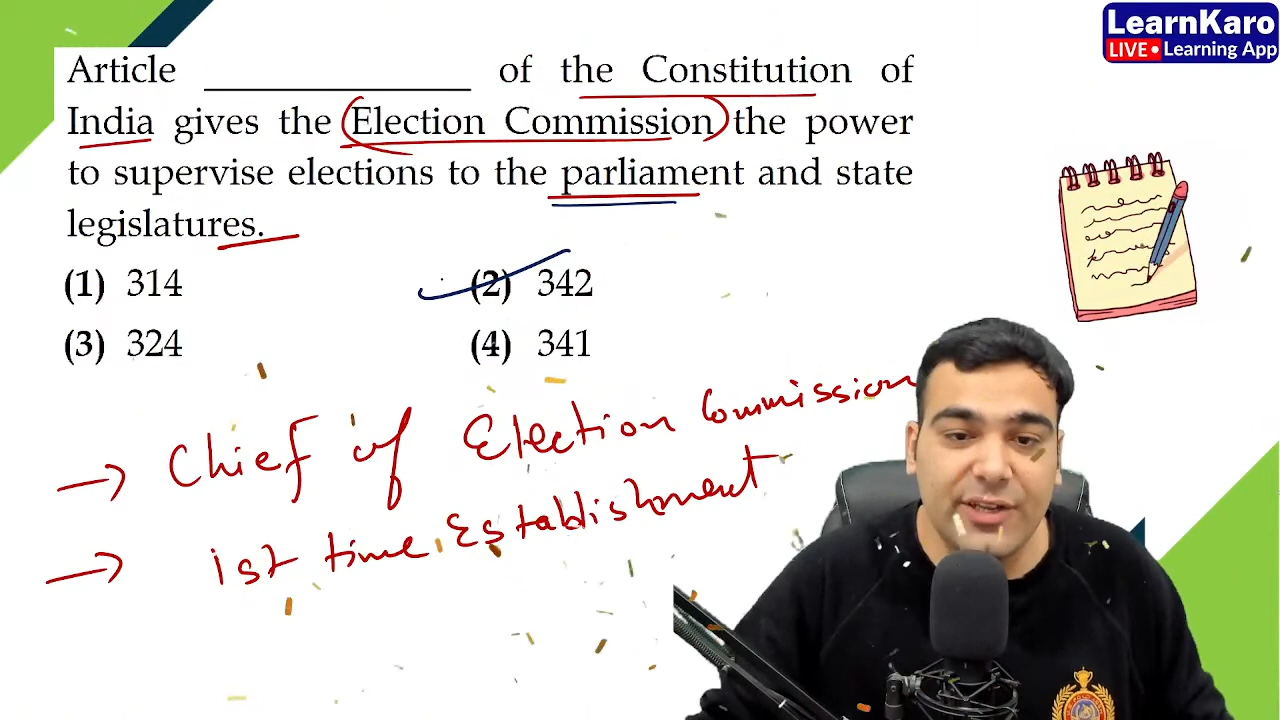 LearnKaro
LIVE • Learning App
Article ______________ of the Constitution of
India gives the Election Commission the power
to supervise elections to the parliament and state
legislatures.
(1) 314 (2) 342
(3) 324 (4) 341
→ Chief of Election Commission
→ 1st time Establishment